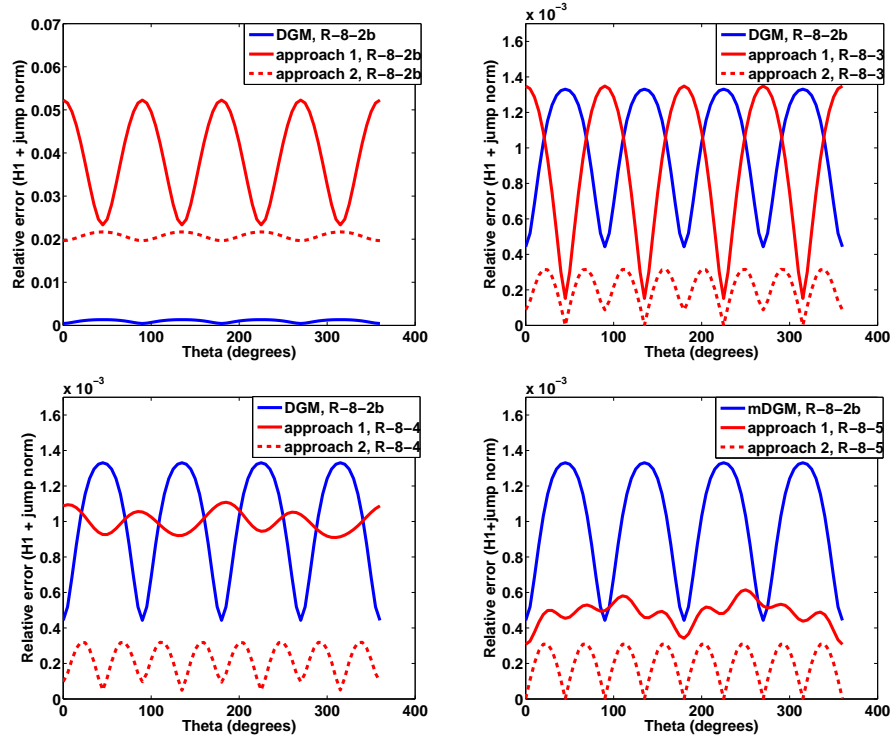 0.07
0.06
0.05
0.04
0.03
0.02
0.01
0
0 100 200 300 400
Theta (degrees)
Relative error (H1 + jump norm)
DGM, R-8-2b
approach 1, R-8-2b
approach 2, R-8-2b
x 10⁻³
1.6
1.4
1.2
1
0.8
0.6
0.4
0.2
0
0 100 200 300 400
Theta (degrees)
Relative error (H1 + jump norm)
DGM, R-8-2b
approach 1, R-8-3
approach 2, R-8-3
x 10⁻³
1.6
1.4
1.2
1
0.8
0.6
0.4
0.2
0
0 100 200 300 400
Theta (degrees)
Relative error (H1 + jump norm)
DGM, R-8-2b
approach 1, R-8-4
approach 2, R-8-4
x 10⁻³
1.6
1.4
1.2
1
0.8
0.6
0.4
0.2
0
0 100 200 300 400
Theta (degrees)
Relative error (H1+jump norm)
mDGM, R-8-2b
approach 1, R-8-5
approach 2, R-8-5